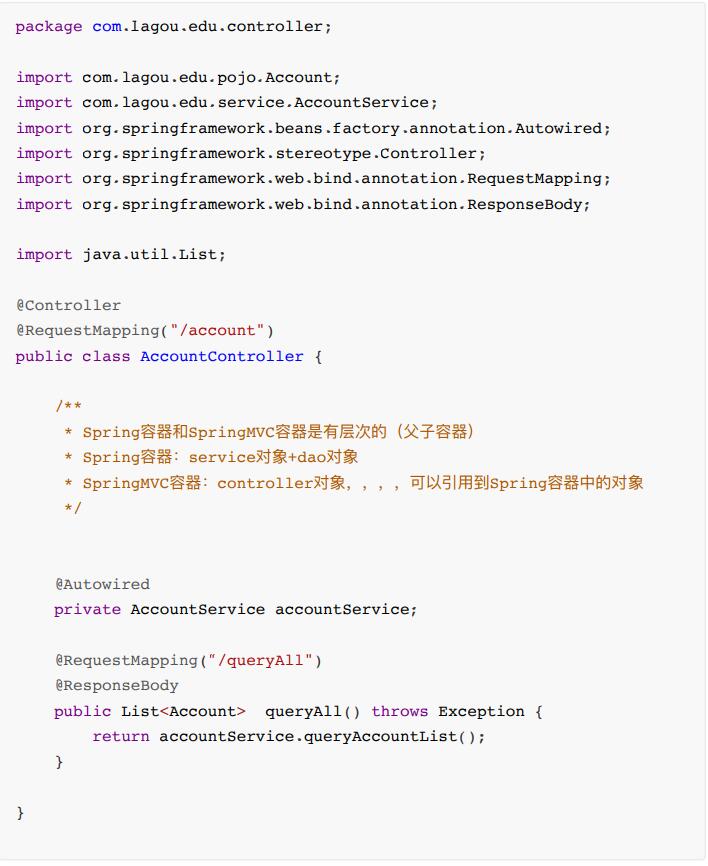 package com.lagou.edu.controller;
import com.lagou.edu.pojo.Account;
import com.lagou.edu.service.AccountService;
import org.springframework.beans.factory.annotation.Autowired;
import org.springframework.stereotype.Controller;
import org.springframework.web.bind.annotation.RequestMapping;
import org.springframework.web.bind.annotation.ResponseBody;
import java.util.List;
@Controller
@RequestMapping("/account")
public class AccountController {
/**
* Spring容器和SpringMVC容器是有层次的（父子容器）
* Spring容器：service对象+dao对象
* SpringMVC容器：controller对象，，，，可以引用到Spring容器中的对象
*/
@Autowired
private AccountService accountService;
@RequestMapping("/queryAll")
@ResponseBody
public List<Account>  queryAll() throws Exception {
return accountService.queryAccountList();
}
}